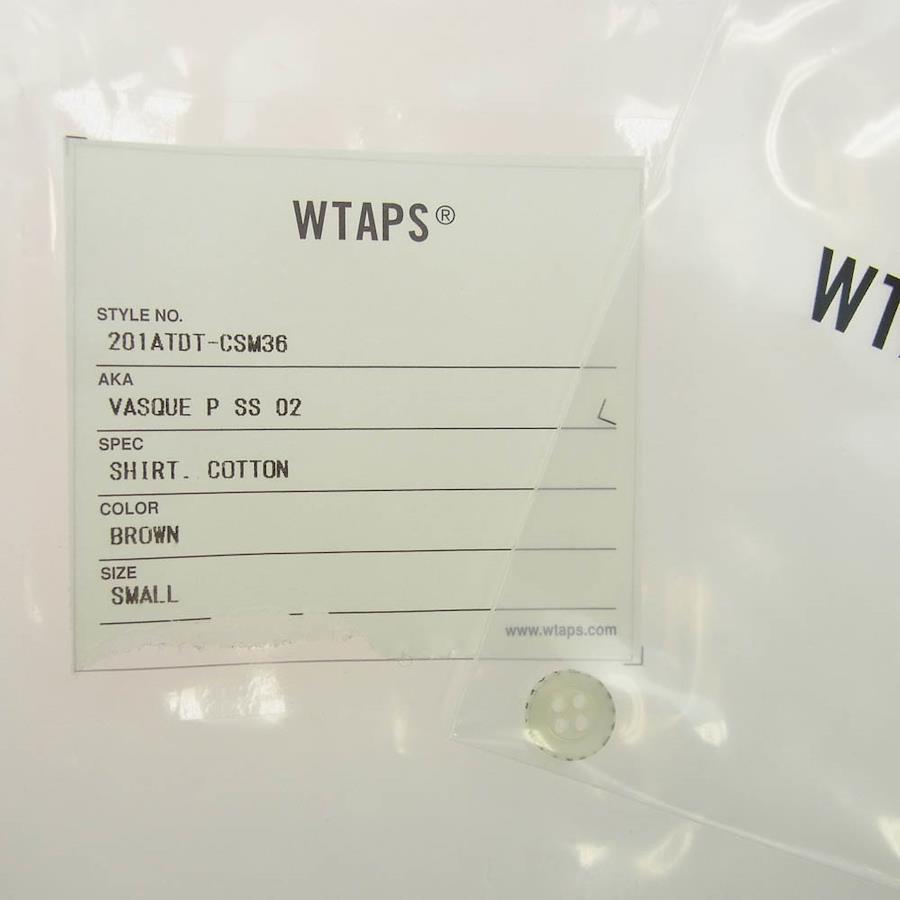 WTAPS®
STYLE NO.
201ATDT-CSM36
AKA
VASQUE P SS 02
SPEC
SHIRT. COTTON
COLOR
BROWN
SIZE
SMALL
www.wtaps.com
WT